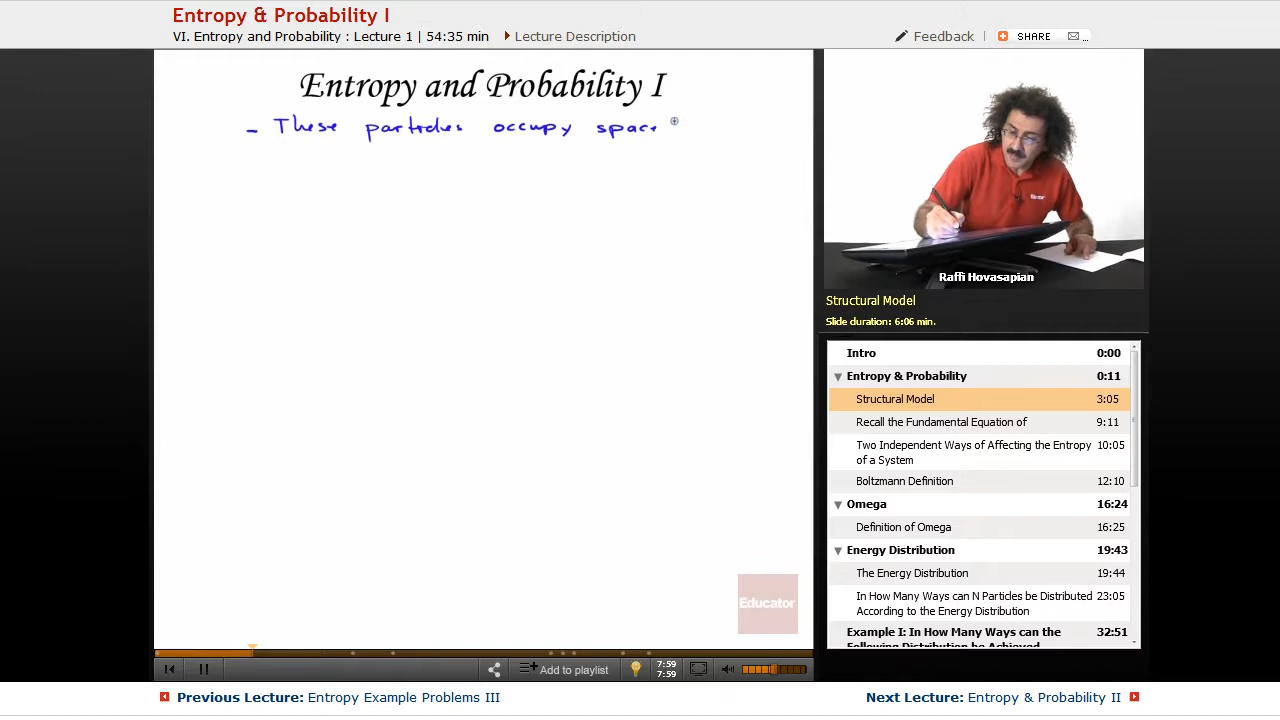 Entropy & Probability I
VI. Entropy and Probability : Lecture 1 | 54:35 min
Lecture Description
Feedback
SHARE
Entropy and Probability I
- These particles occupy space
Educator
Raffi Hovasapian
Structural Model
Slide duration: 6:06 min.
Intro 0:00
Entropy & Probability 0:11
Structural Model 3:05
Recall the Fundamental Equation of 9:11
Two Independent Ways of Affecting the Entropy 10:05
of a System
Boltzmann Definition 12:10
Omega 16:24
Definition of Omega 16:25
Energy Distribution 19:43
The Energy Distribution 19:44
In How Many Ways can N Particles be Distributed 23:05
According to the Energy Distribution
Example I: In How Many Ways can the 32:51
Following Distribution be Achieved
Add to playlist
7:59
7:59
Previous Lecture: Entropy Example Problems III
Next Lecture: Entropy & Probability II